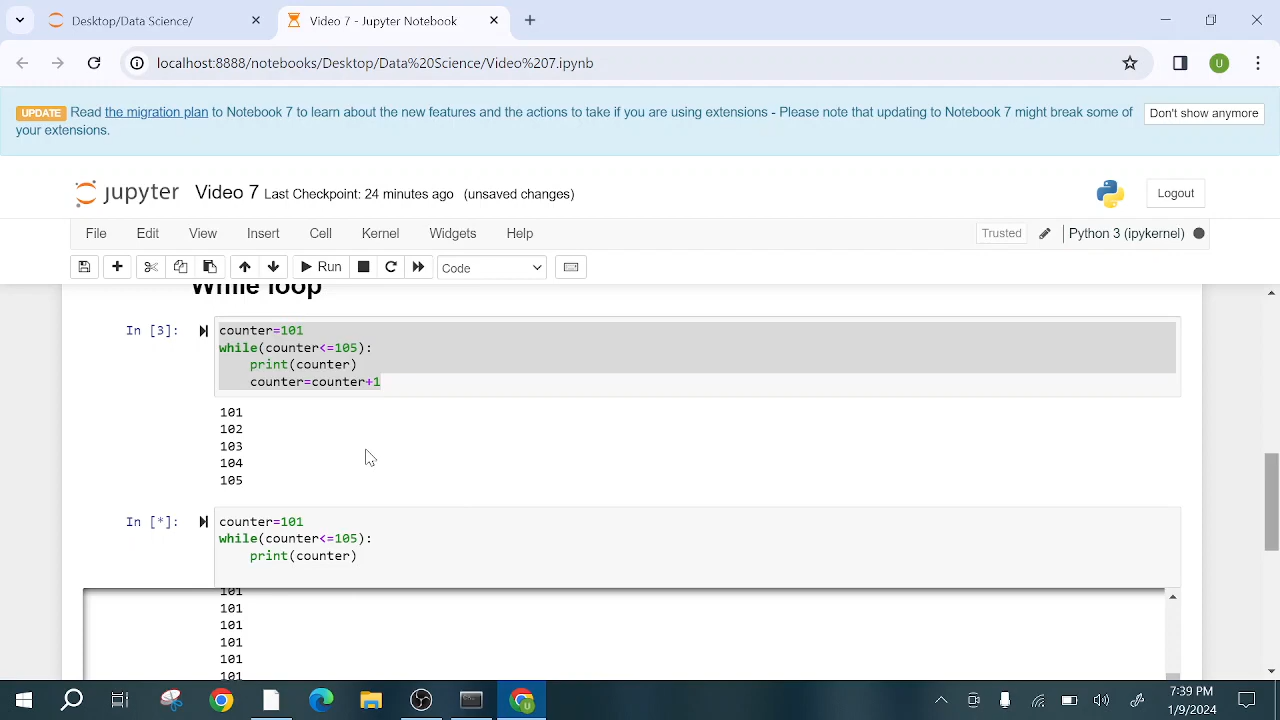 Desktop/Data Science/
Video 7 - Jupyter Notebook
localhost:8888/notebooks/Desktop/Data%20Science/Video%207.ipynb
U
UPDATE Read the migration plan to Notebook 7 to learn about the new features and the actions to take if you are using extensions - Please note that updating to Notebook 7 might break some of
your extensions.
Don't show anymore
jupyter Video 7 Last Checkpoint: 24 minutes ago (unsaved changes)
Logout
File Edit View Insert Cell Kernel Widgets Help
Trusted Python 3 (ipykernel)
Run Code
While loop
In [3]: counter=101
while(counter<=105):
print(counter)
counter=counter+1
101
102
103
104
105
In [*]: counter=101
while(counter<=105):
print(counter)
101
101
101
101
101
101
7:39 PM
1/9/2024